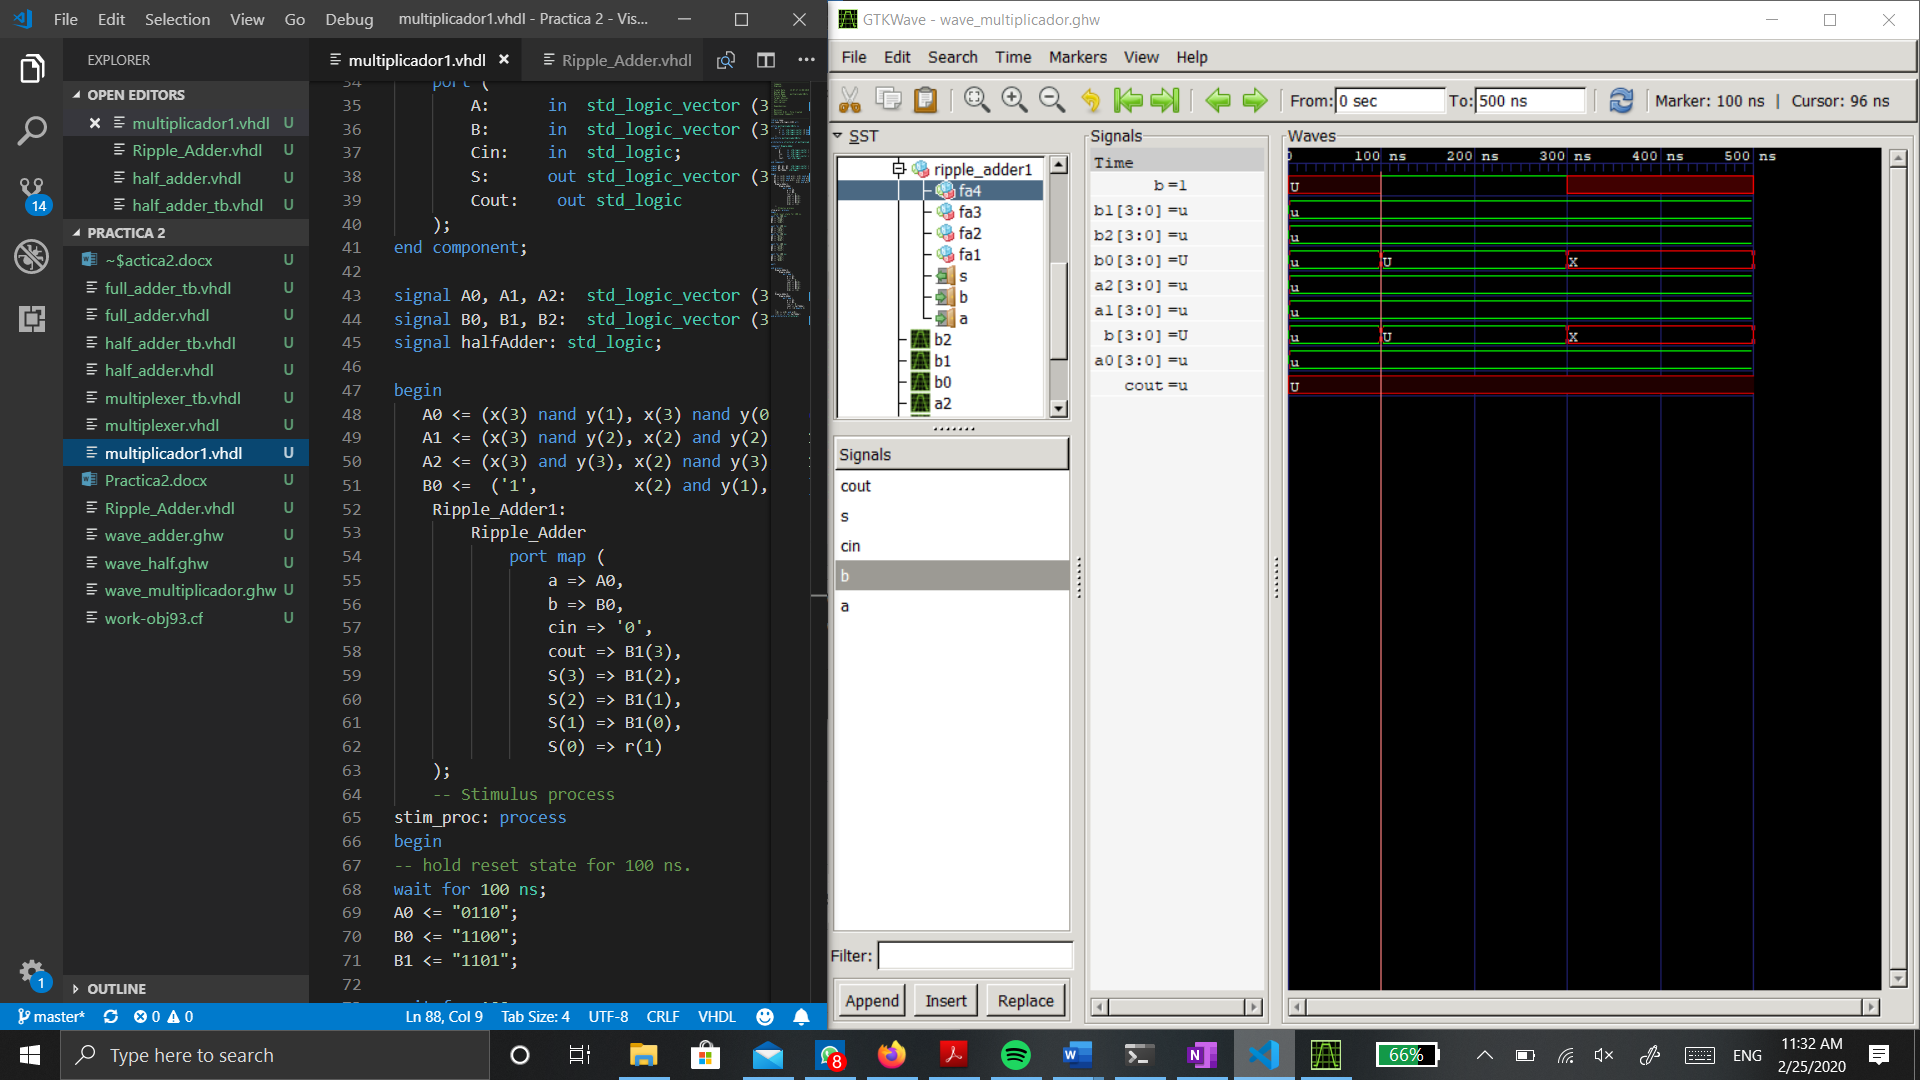 File Edit Selection View Go Debug multiplicador1.vhdl - Practica 2 - Vis...
EXPLORER
OPEN EDITORS
multiplicador1.vhdl U
Ripple_Adder.vhdl U
half_adder.vhdl U
half_adder_tb.vhdl U
PRACTICA 2
~$actica2.docx U
full_adder_tb.vhdl U
full_adder.vhdl U
half_adder_tb.vhdl U
half_adder.vhdl U
multiplexer_tb.vhdl U
multiplexer.vhdl U
multiplicador1.vhdl U
Practica2.docx U
Ripple_Adder.vhdl U
wave_adder.ghw U
wave_half.ghw U
wave_multiplicador.ghw U
work-obj93.cf U
OUTLINE
14
1
multiplicador1.vhdl Ripple_Adder.vhdl
34 port (
35 A: in std_logic_vector (3
36 B: in std_logic_vector (3
37 Cin: in std_logic;
38 S: out std_logic_vector (3
39 Cout: out std_logic
40 );
41 end component;
42
43 signal A0, A1, A2: std_logic_vector (3
44 signal B0, B1, B2: std_logic_vector (3
45 signal halfAdder: std_logic;
46
47 begin
48 A0 <= (x(3) nand y(1), x(3) nand y(0
49 A1 <= (x(3) nand y(2), x(2) and y(2)
50 A2 <= (x(3) and y(3), x(2) nand y(3)
51 B0 <= ('1', x(2) and y(1),
52 Ripple_Adder1:
53 Ripple_Adder
54 port map (
55 a => A0,
56 b => B0,
57 cin => '0',
58 cout => B1(3),
59 S(3) => B1(2),
60 S(2) => B1(1),
61 S(1) => B1(0),
62 S(0) => r(1)
63 );
64 -- Stimulus process
65 stim_proc: process
66 begin
67 -- hold reset state for 100 ns.
68 wait for 100 ns;
69 A0 <= "0110";
70 B0 <= "1100";
71 B1 <= "1101";
72
master* 0 0 Ln 88, Col 9 Tab Size: 4 UTF-8 CRLF VHDL
GTKWave - wave_multiplicador.ghw
File Edit Search Time Markers View Help
From: 0 sec To: 500 ns Marker: 100 ns | Cursor: 96 ns
SST
ripple_adder1
fa4
fa3
fa2
fa1
s
b
a
b2
b1
b0
a2
Signals
cout
s
cin
b
a
Filter:
Append Insert Replace
Signals
Time
b =1
b1[3:0] =u
b2[3:0] =u
b0[3:0] =U
a2[3:0] =u
a1[3:0] =u
b[3:0] =U
a0[3:0] =u
cout =u
Waves
0 100 ns 200 ns 300 ns 400 ns 500 ns
U
u
u
u U X
u
u
u U X
u
U
Type here to search
8
66%
ENG
11:32 AM
2/25/2020